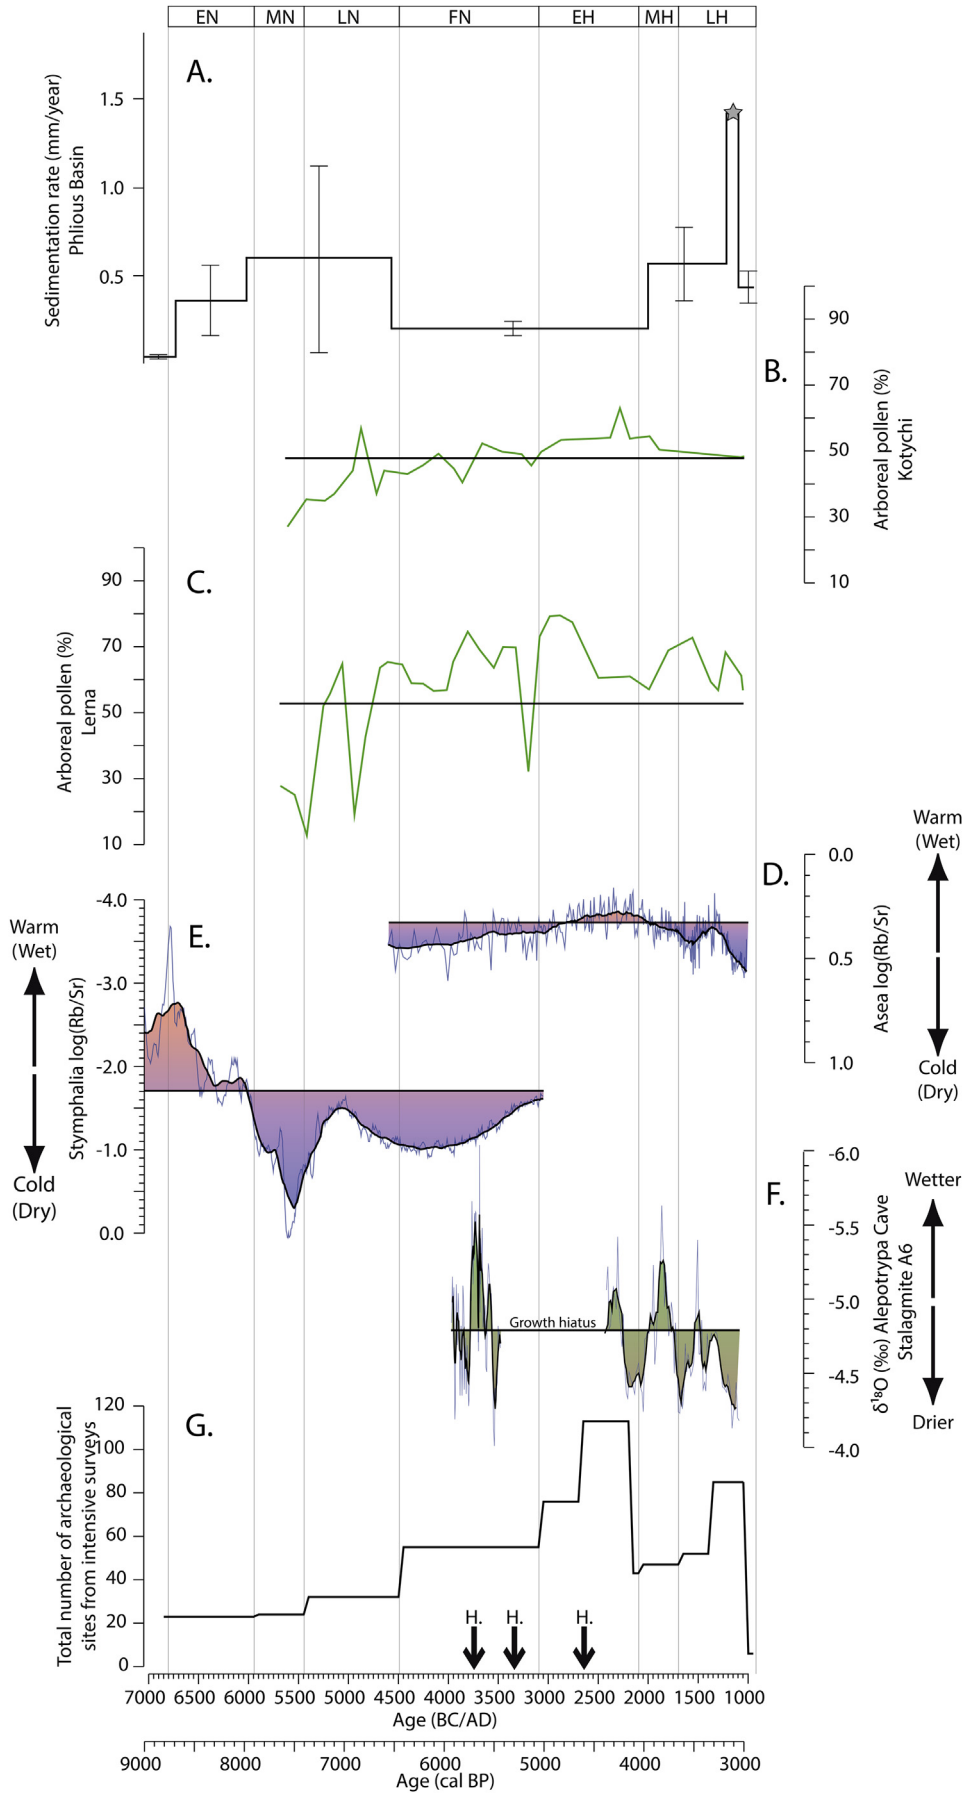 EN MN LN FN EH MH LH
A.
Sedimentation rate (mm/year)
Phlious Basin
1.5
1.0
0.5
B.
90
70
50
30
10
Arboreal pollen (%)
Kotychi
C.
90
70
50
30
10
Arboreal pollen (%)
Lerna
D.
0.0
0.5
1.0
Asea log(Rb/Sr)
Warm
(Wet)
Cold
(Dry)
E.
-4.0
-3.0
-2.0
-1.0
0.0
Stymphalia log(Rb/Sr)
Warm
(Wet)
Cold
(Dry)
F.
-6.0
-5.5
-5.0
-4.5
-4.0
δ¹⁸O (‰) Alepotrypa Cave
Stalagmite A6
Wetter
Drier
Growth hiatus
G.
120
100
80
60
40
20
0
Total number of archaeological
sites from intensive surveys
H. H. H.
7000 6500 6000 5500 5000 4500 4000 3500 3000 2500 2000 1500 1000
Age (BC/AD)
9000 8000 7000 6000 5000 4000 3000
Age (cal BP)